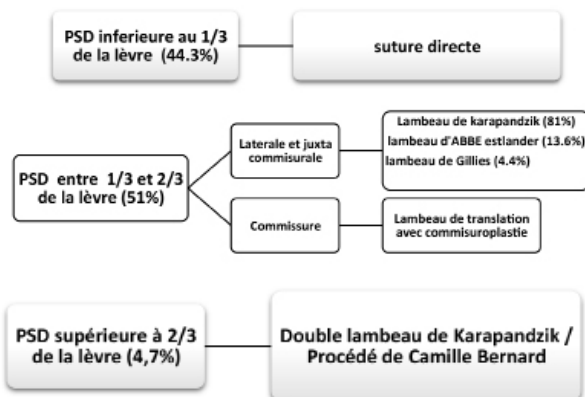 PSD inferieure au 1/3
de la lèvre (44.3%)
suture directe
PSD entre 1/3 et 2/3
de la lèvre (51%)
Laterale et juxta
commisurale
Lambeau de karapandzik (81%)
lambeau d'ABBE estlander (13.6%)
lambeau de Gillies (4.4%)
Commissure
Lambeau de translation
avec commisuroplastie
PSD supérieure à 2/3
de la lèvre (4,7%)
Double lambeau de Karapandzik /
Procédé de Camille Bernard